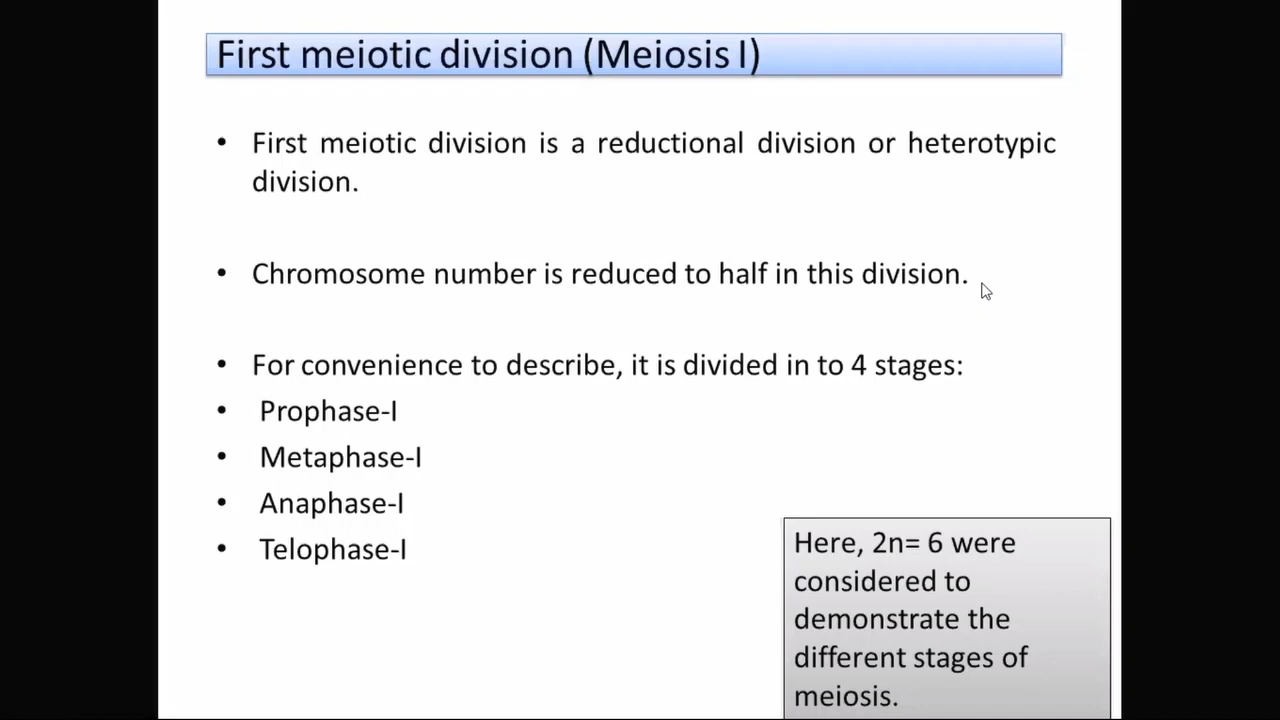 First meiotic division (Meiosis I)
• First meiotic division is a reductional division or heterotypic
division.
• Chromosome number is reduced to half in this division.
• For convenience to describe, it is divided in to 4 stages:
• Prophase-I
• Metaphase-I
• Anaphase-I
• Telophase-I
Here, 2n= 6 were
considered to
demonstrate the
different stages of
meiosis.